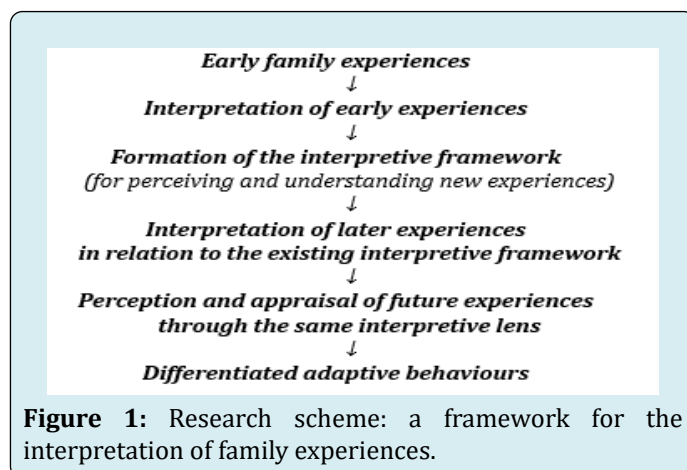 Early family experiences
↓
Interpretation of early experiences
↓
Formation of the interpretive framework
(for perceiving and understanding new experiences)
↓
Interpretation of later experiences
in relation to the existing interpretive framework
↓
Perception and appraisal of future experiences
through the same interpretive lens
↓
Differentiated adaptive behaviours
Figure 1: Research scheme: a framework for the
interpretation of family experiences.